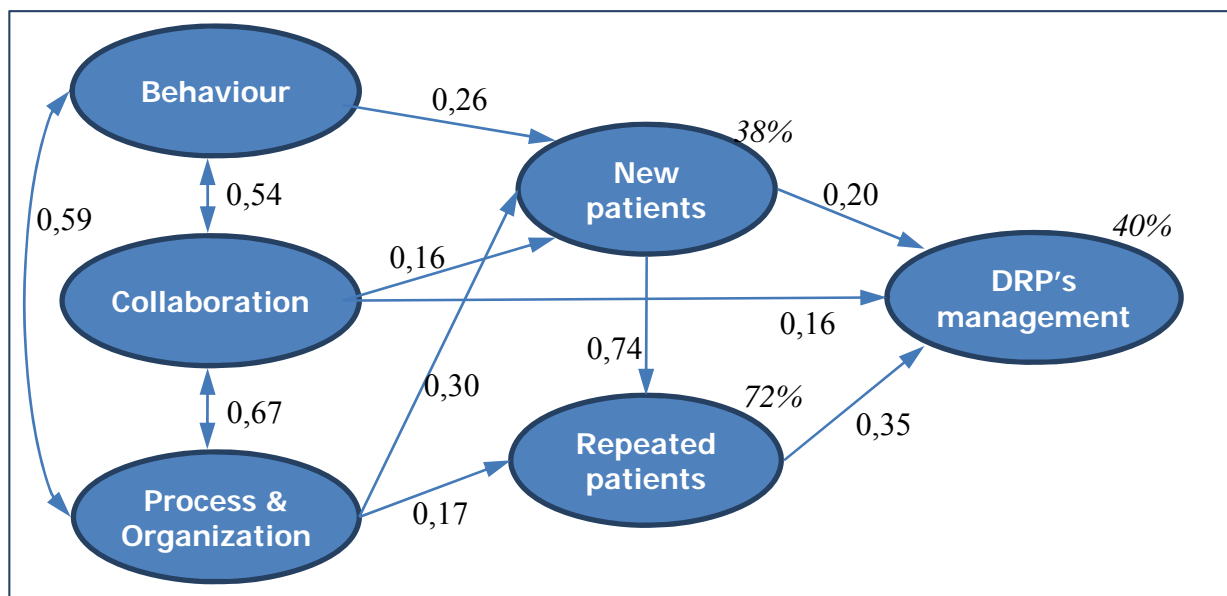 Behaviour
0,26
38%
New
patients
0,54
0,59
0,20
40%
0,16
Collaboration
DRP's
management
0,16
0,74
0,30
72%
0,67
0,35
Repeated
patients
Process &
Organization
0,17